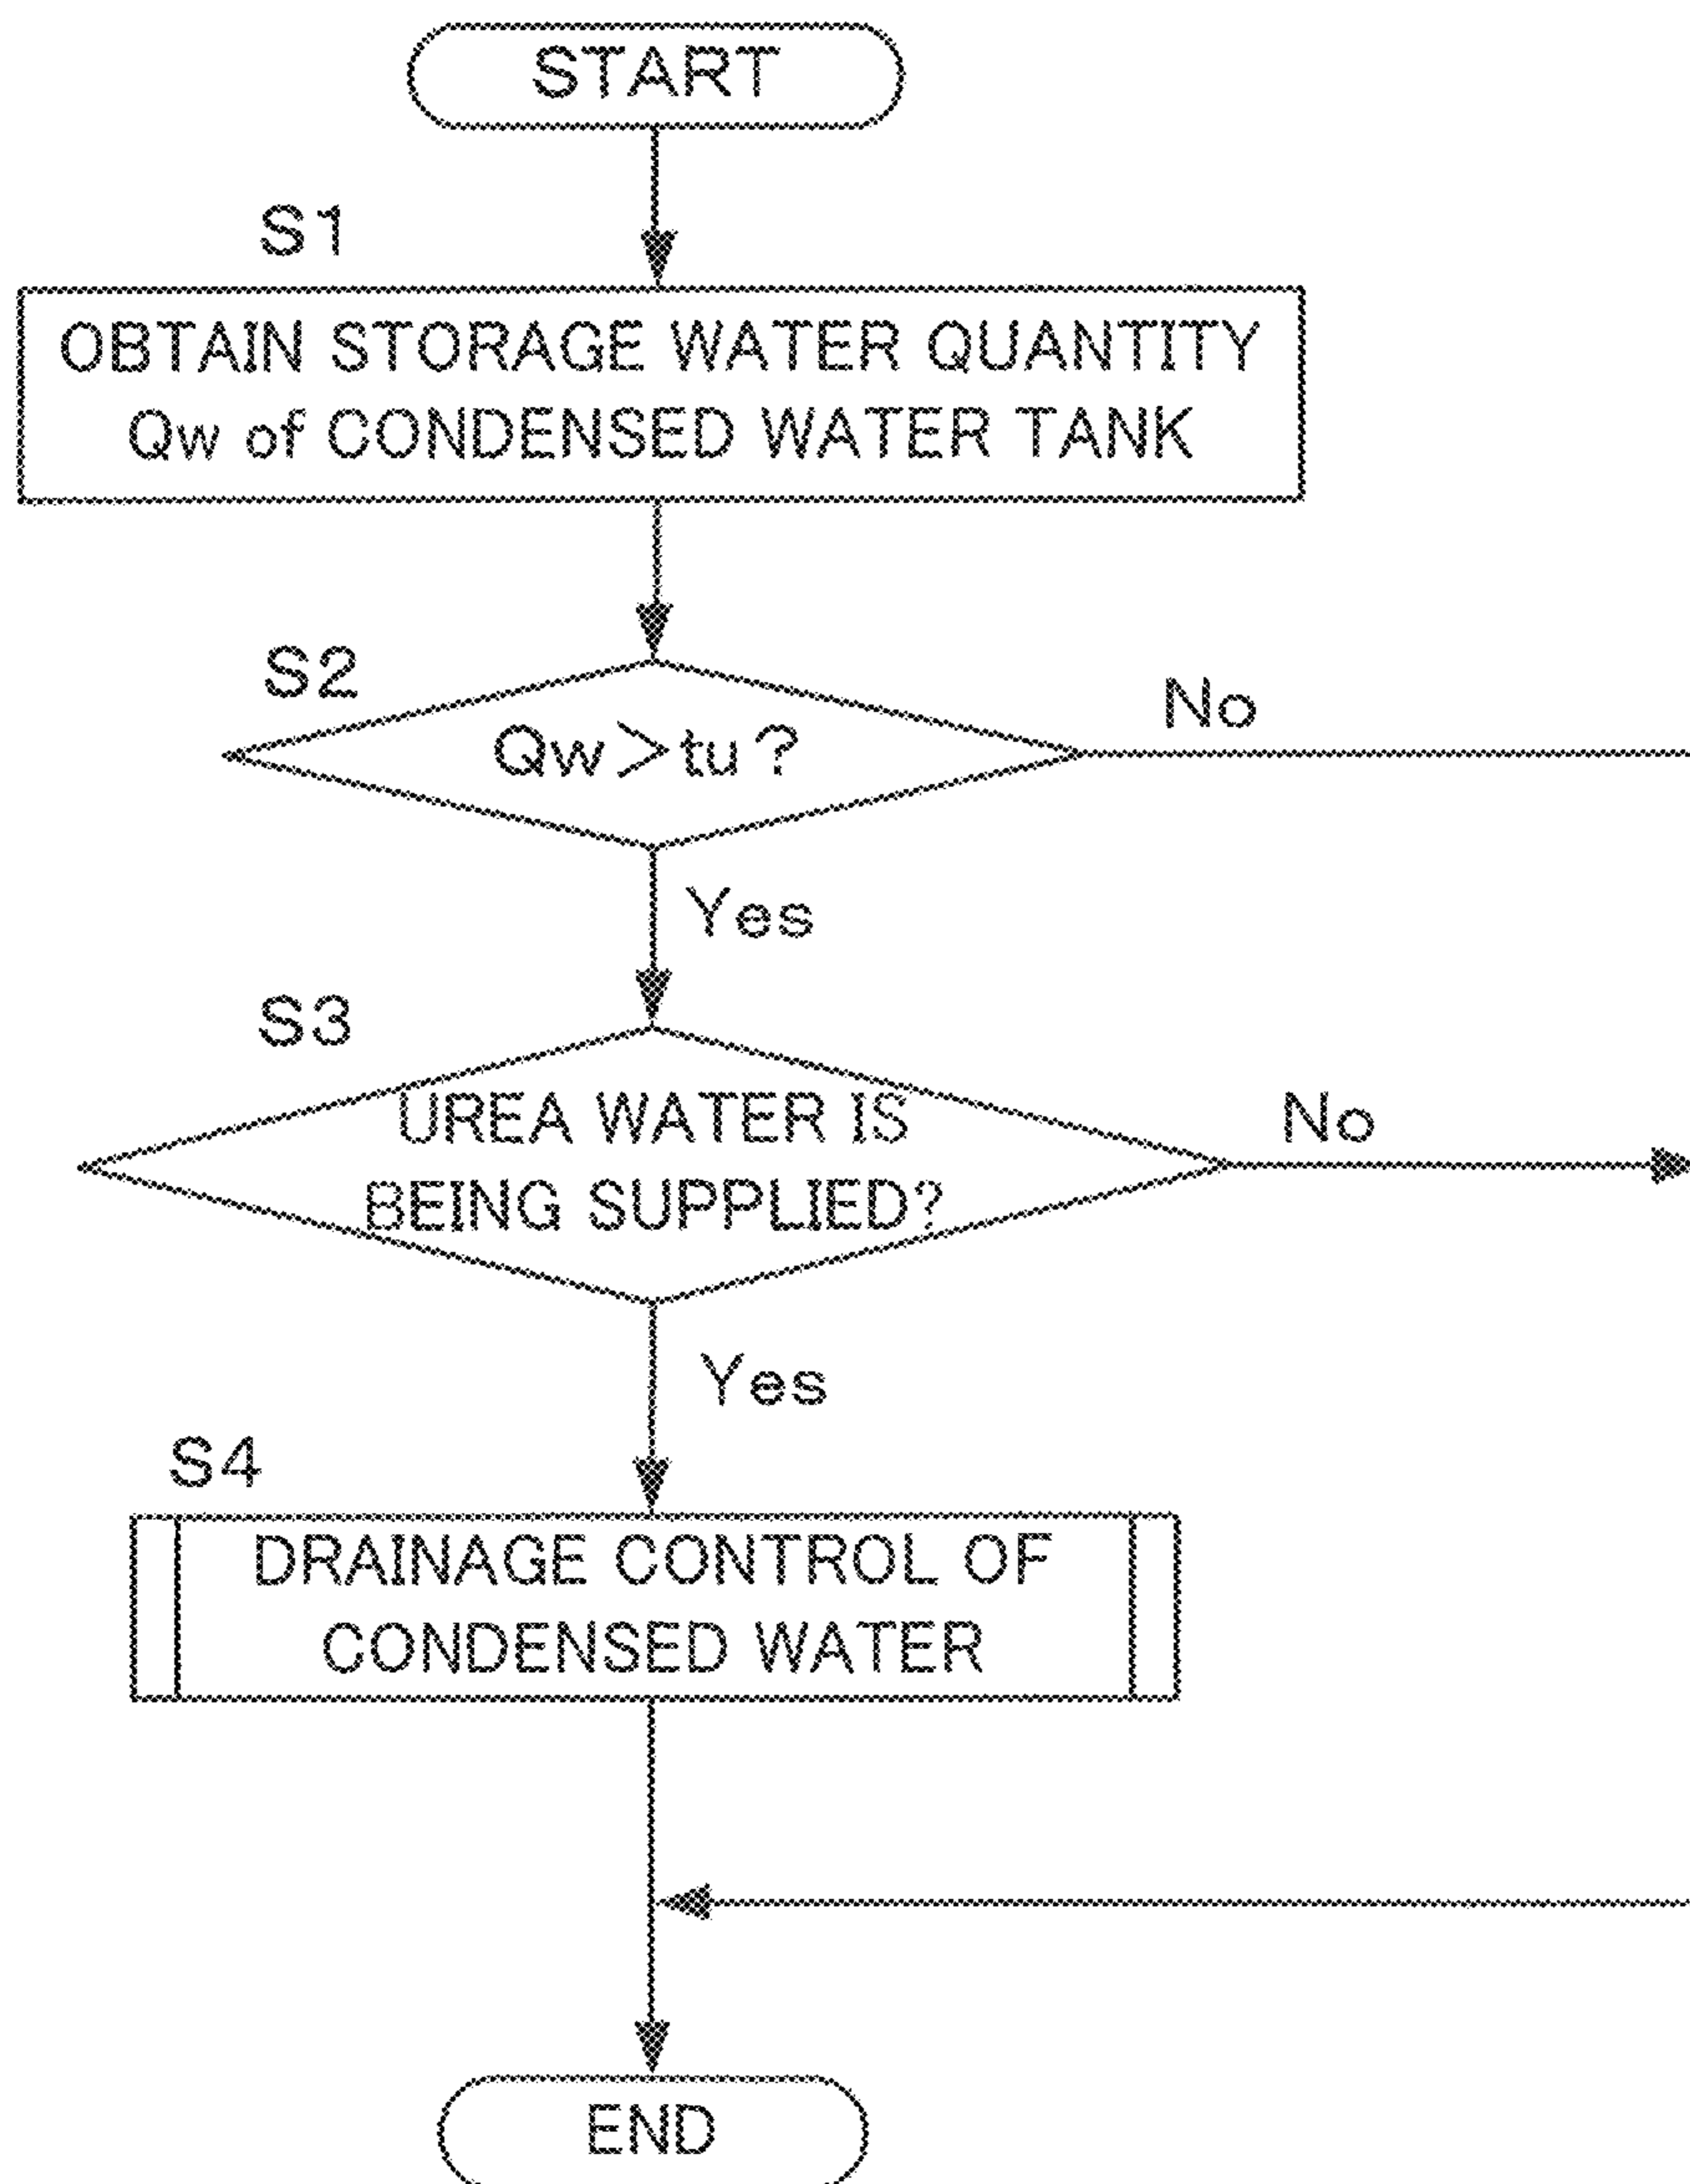 START
S1
OBTAIN STORAGE WATER QUANTITY
Qw of CONDENSED WATER TANK
S2
Qw>tu?
No
Yes
S3
UREA WATER IS
BEING SUPPLIED?
No
Yes
S4
DRAINAGE CONTROL OF
CONDENSED WATER
END